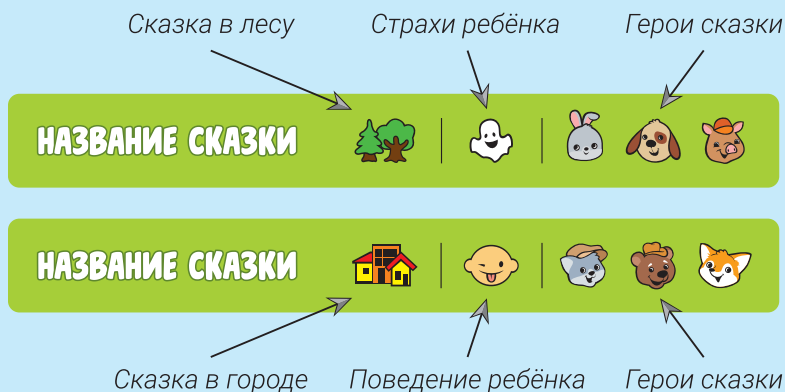 Сказка в лесу Страхи ребёнка Герои сказки
НАЗВАНИЕ СКАЗКИ
НАЗВАНИЕ СКАЗКИ
Сказка в городе Поведение ребёнка Герои сказки